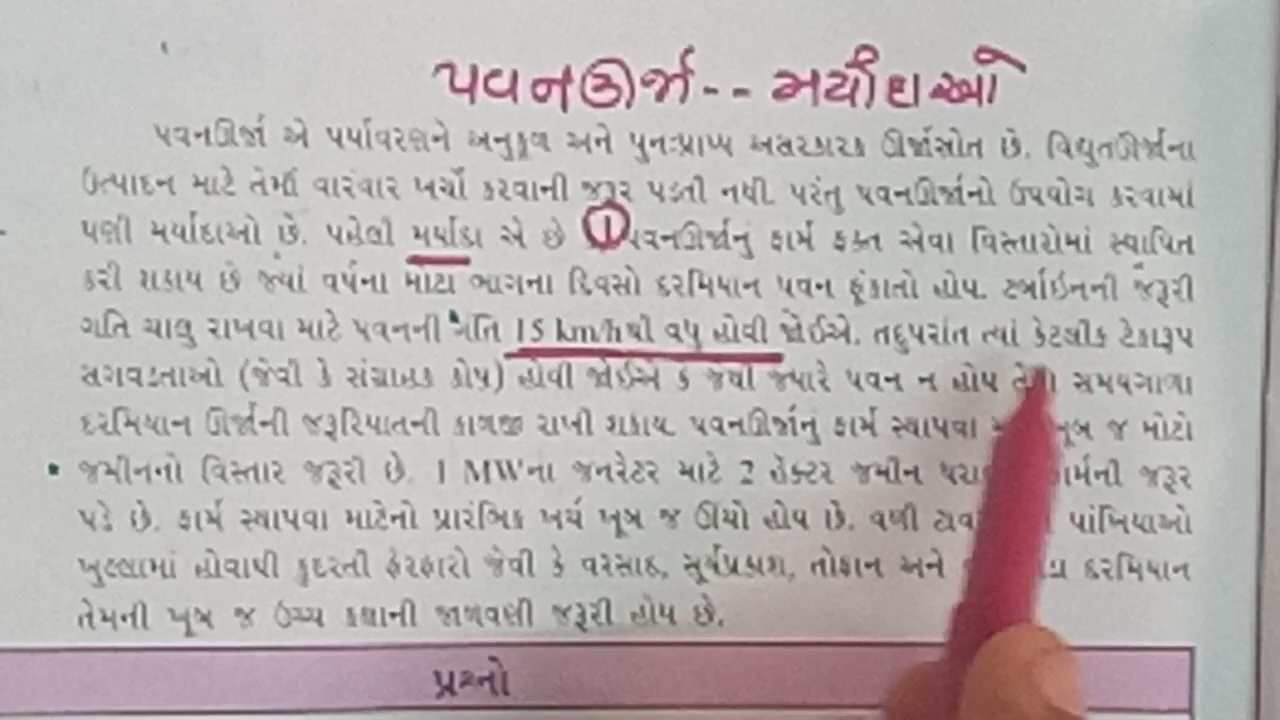 પવનઊર્જા -- મર્યાદાઓ
પવનઊર્જા એ પર્યાવરણને અનુકૂળ અને પુનઃપ્રાપ્ય અસરકારક ઊર્જાસ્રોત છે. વિદ્યુતઊર્જાના
ઉત્પાદન માટે તેમાં વારંવાર ખર્ચો કરવાની જરૂર પડતી નથી. પરંતુ પવનઊર્જાનો ઉપયોગ કરવામાં
ઘણી મર્યાદાઓ છે. પહેલી મર્યાદા એ છે ① પવનઊર્જાનું ફાર્મ ફક્ત એવા વિસ્તારોમાં સ્થાપિત
કરી શકાય છે જ્યાં વર્ષના મોટા ભાગના દિવસો દરમિયાન પવન ફૂંકાતો હોય. ટર્બાઇનની જરૂરી
ગતિ ચાલુ રાખવા માટે પવનની ગતિ 15 km/hથી વધુ હોવી જોઈએ. તદુપરાંત ત્યાં કેટલીક ટેકારૂપ
સગવડતાઓ (જેવી કે સંગ્રાહક કોષ) હોવી જોઈએ કે જેથી જ્યારે પવન ન હોય તેવા સમયગાળા
દરમિયાન ઊર્જાની જરૂરિયાતની કાળજી રાખી શકાય. પવનઊર્જાનું ફાર્મ સ્થાપવા ખૂબ જ મોટો
જમીનનો વિસ્તાર જરૂરી છે. 1 MWના જનરેટર માટે 2 હેક્ટર જમીન ફાર્મની જરૂર
પડે છે. ફાર્મ સ્થાપવા માટેનો પ્રારંભિક ખર્ચ ખૂબ જ ઊંચો હોય છે. વળી પાંખિયાઓ
ખુલ્લામાં હોવાથી કુદરતી ફેરફારો જેવી કે વરસાદ, સૂર્યપ્રકાશ, તોફાન અને દરમિયાન
તેમની ખૂબ જ ઉચ્ચ કક્ષાની જાળવણી જરૂરી હોય છે.
પ્રશ્નો